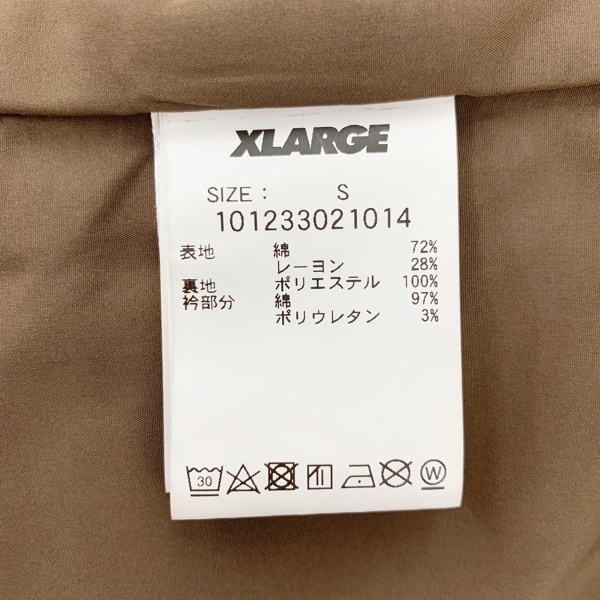 XLARGE
SIZE : S
101233021014
表地 綿 72%
レーヨン 28%
裏地 ポリエステル 100%
衿部分 綿 97%
ポリウレタン 3%
30 W